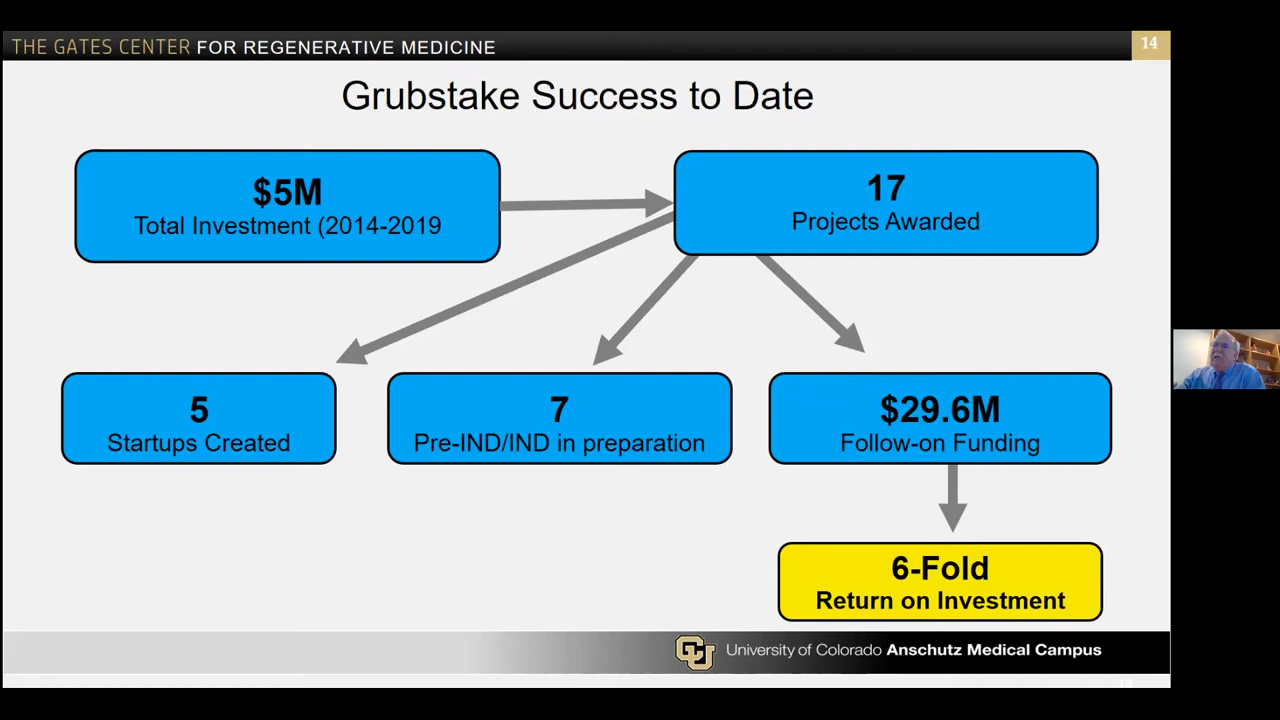 THE GATES CENTER FOR REGENERATIVE MEDICINE
14
Grubstake Success to Date
$5M
Total Investment (2014-2019
17
Projects Awarded
5
Startups Created
7
Pre-IND/IND in preparation
$29.6M
Follow-on Funding
6-Fold
Return on Investment
University of Colorado Anschutz Medical Campus
14